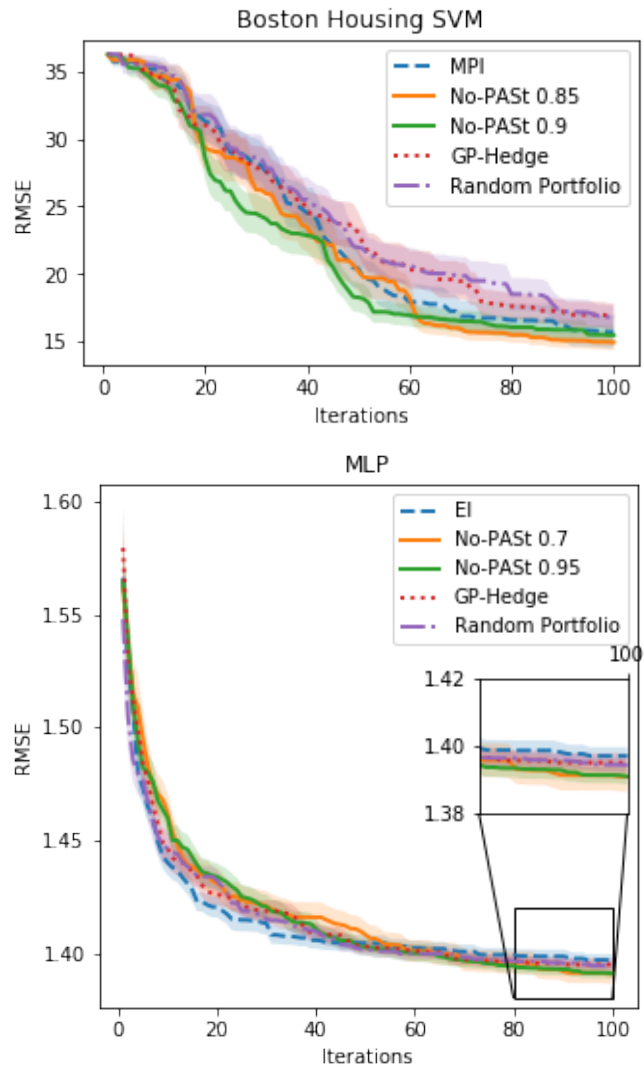 Boston Housing SVM
35
30
25
20
15
RMSE
MPI
No-PASt 0.85
No-PASt 0.9
GP-Hedge
Random Portfolio
0 20 40 60 80 100
Iterations
MLP
1.60
1.55
1.50
1.45
1.40
RMSE
EI
No-PASt 0.7
No-PASt 0.95
GP-Hedge
Random Portfolio
100
1.42
1.40
1.38
0 20 40 60 80 100
Iterations